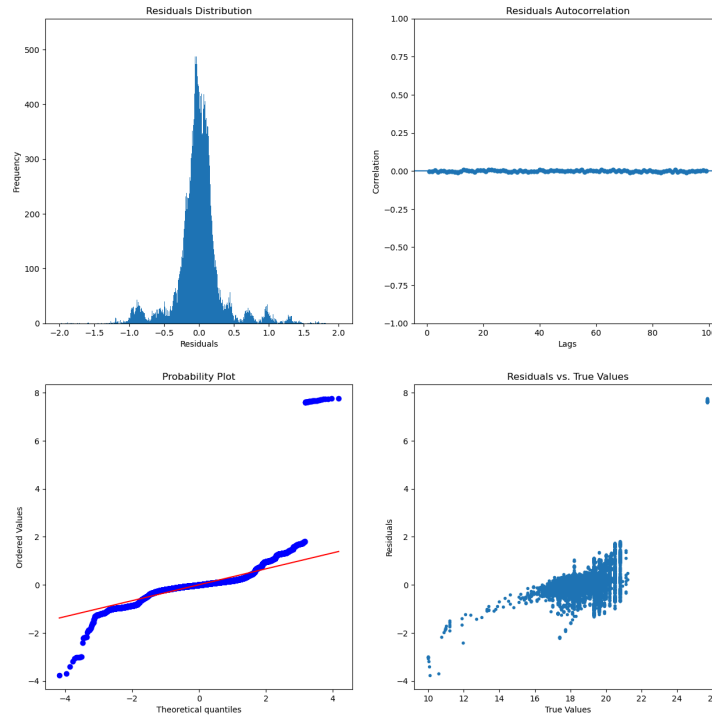 Residuals Distribution
500
400
300
200
100
0
Frequency
−2.0 −1.5 −1.0 −0.5 0.0 0.5 1.0 1.5 2.0
Residuals
Residuals Autocorrelation
1.00
0.75
0.50
0.25
0.00
−0.25
−0.50
−0.75
−1.00
Correlation
0 20 40 60 80 100
Lags
Probability Plot
8
6
4
2
0
−2
−4
Ordered Values
−4 −2 0 2 4
Theoretical quantiles
Residuals vs. True Values
8
6
4
2
0
−2
−4
Residuals
10 12 14 16 18 20 22 24
True Values